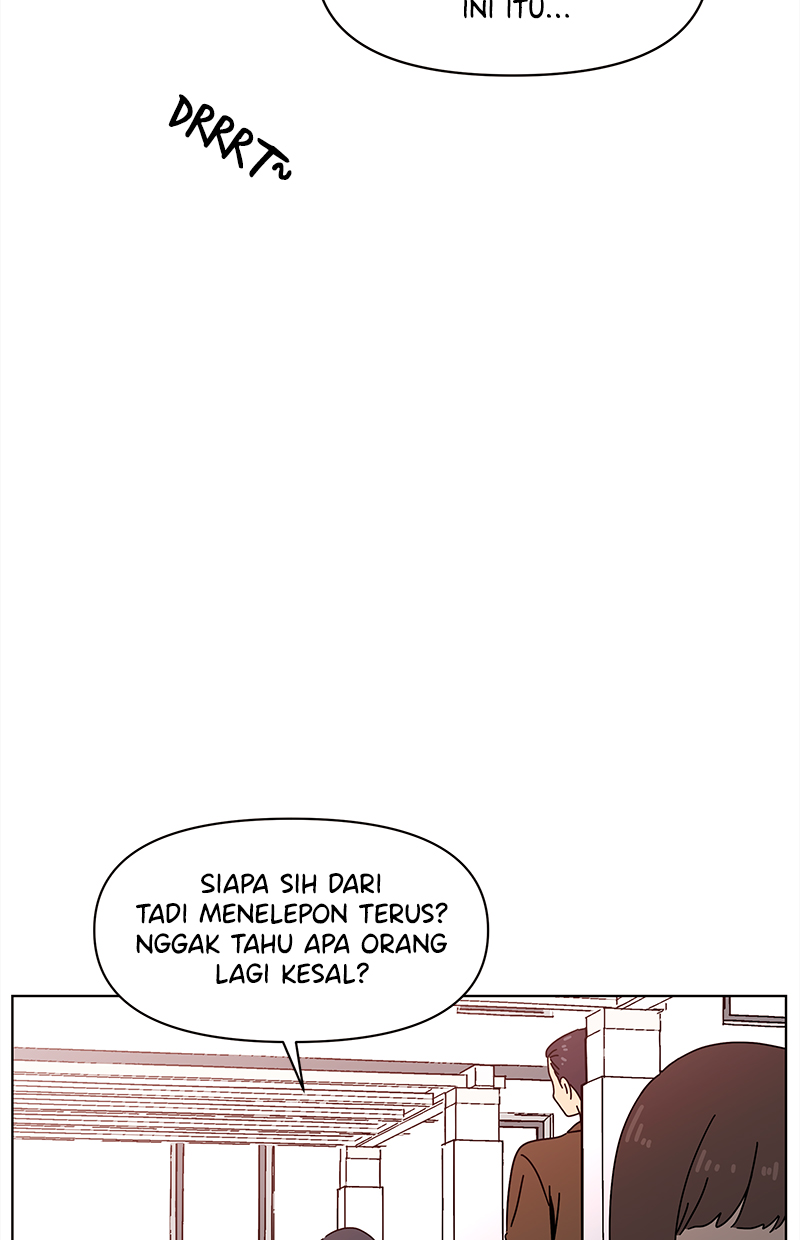 INI ITU...
DRRRT~
SIAPA SIH DARI
TADI MENELEPON TERUS?
NGGAK TAHU APA ORANG
LAGI KESAL?